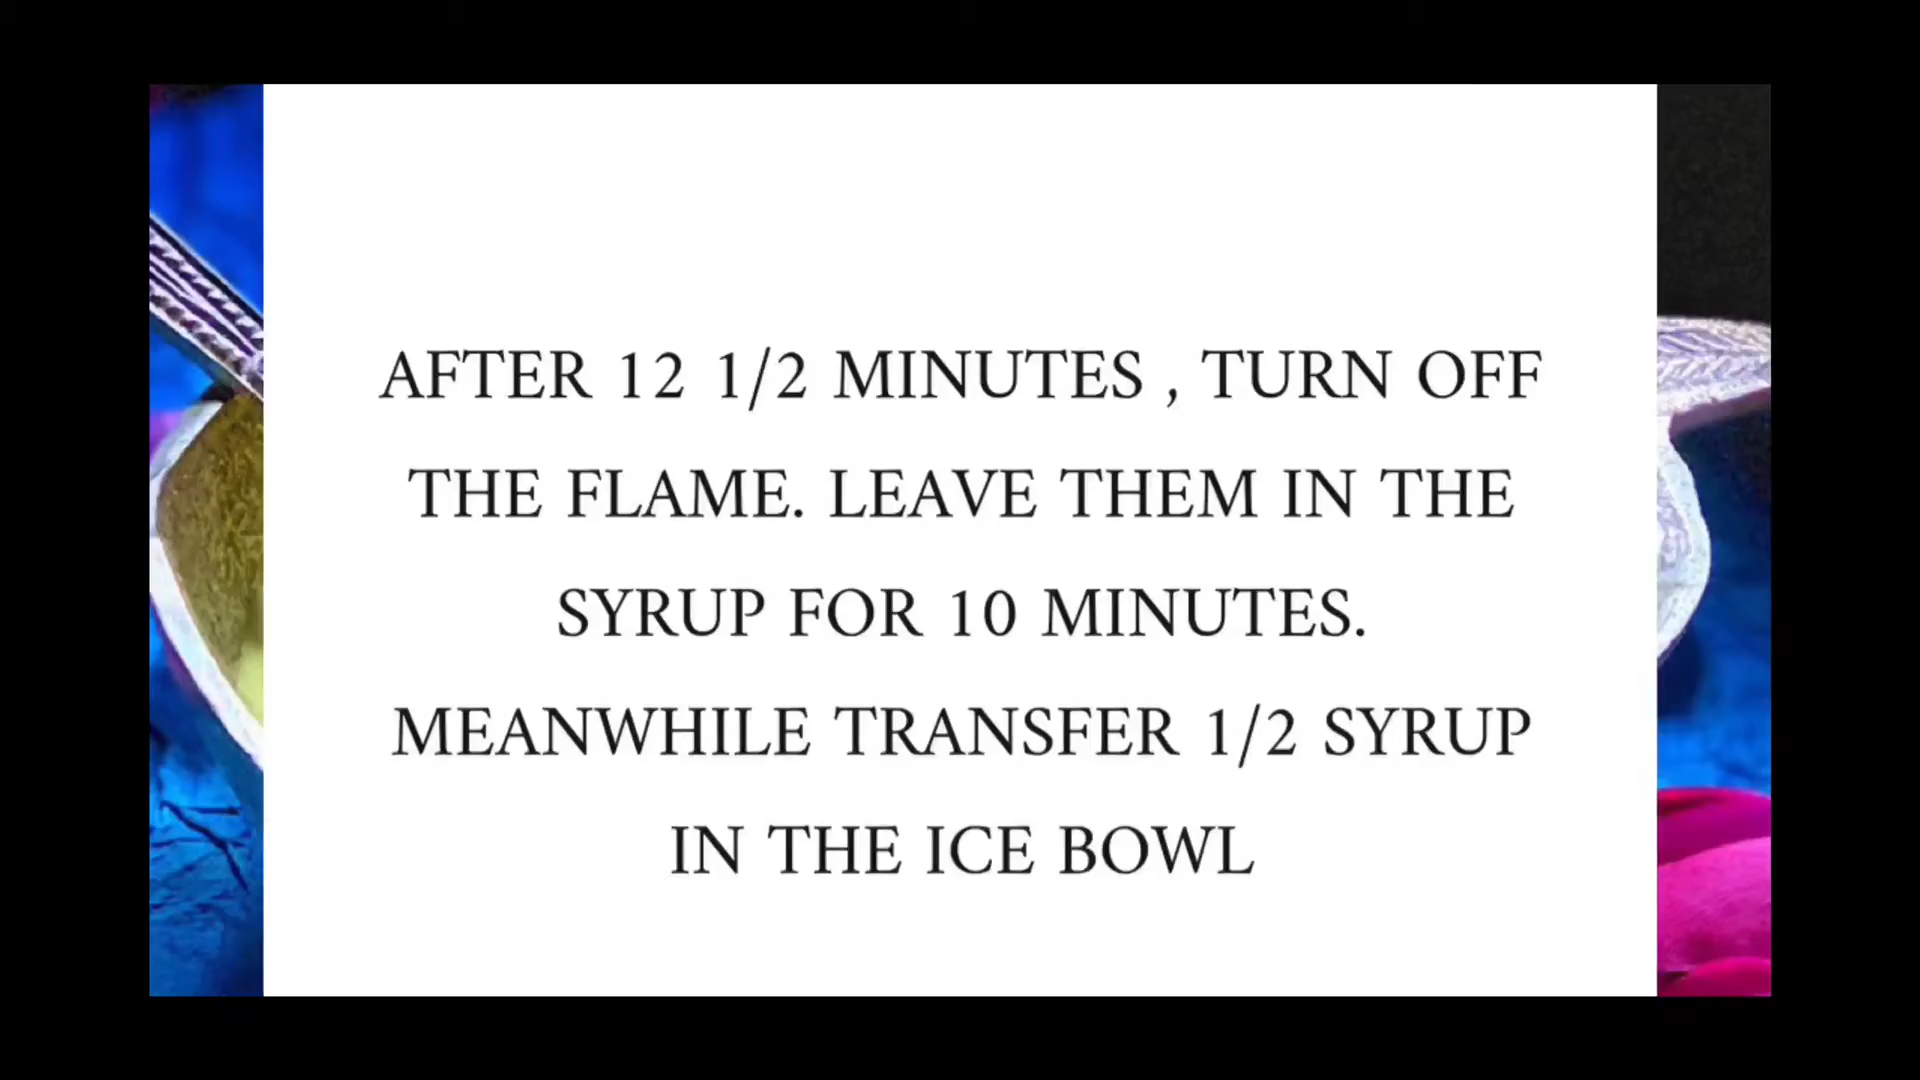 AFTER 12 1/2 MINUTES , TURN OFF
THE FLAME. LEAVE THEM IN THE
SYRUP FOR 10 MINUTES.
MEANWHILE TRANSFER 1/2 SYRUP
IN THE ICE BOWL